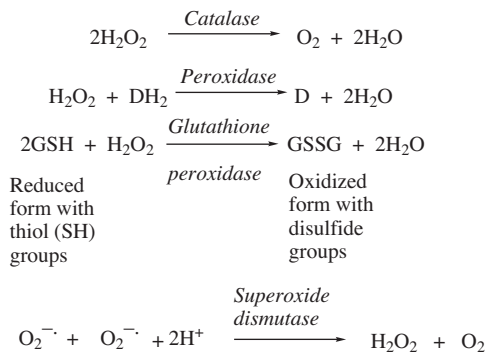 Catalase
2H₂O₂ → O₂ + 2H₂O
Peroxidase
H₂O₂ + DH₂ → D + 2H₂O
Glutathione
2GSH + H₂O₂ → GSSG + 2H₂O
peroxidase
Reduced
form with
thiol (SH)
groups
Oxidized
form with
disulfide
groups
Superoxide
dismutase
O₂⁻· + O₂⁻· + 2H⁺ → H₂O₂ + O₂